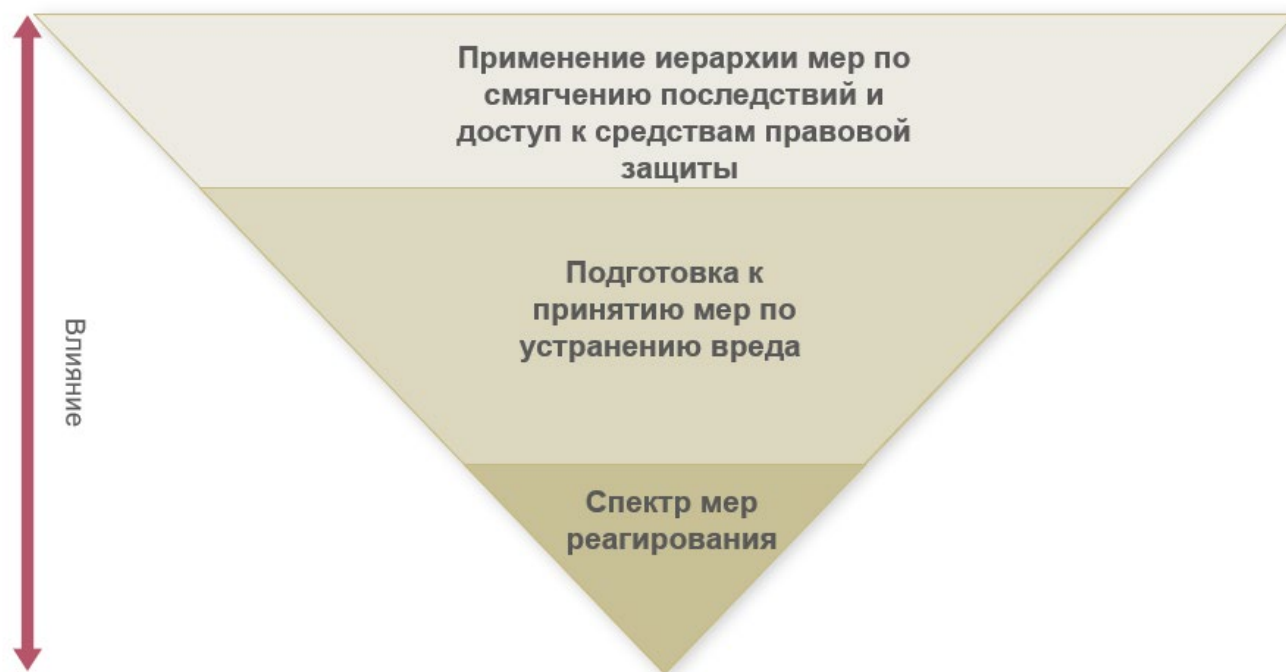 Применение иерархии мер по
смягчению последствий и
доступ к средствам правовой
защиты
Подготовка к
принятию мер по
устранению вреда
Влияние
Спектр мер
реагирования